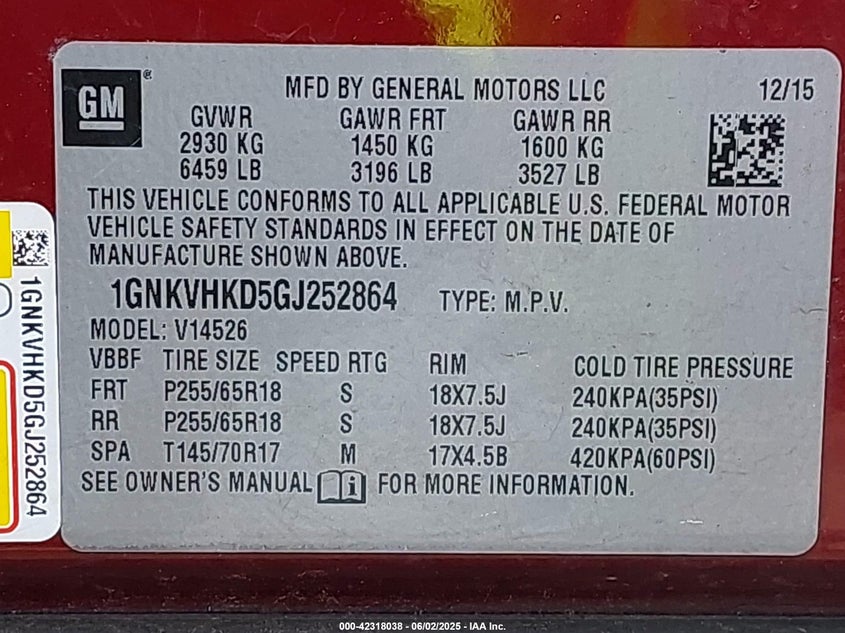 GM
®
MFD BY GENERAL MOTORS LLC 12/15
GVWR GAWR FRT GAWR RR
2930 KG 1450 KG 1600 KG
6459 LB 3196 LB 3527 LB
THIS VEHICLE CONFORMS TO ALL APPLICABLE U.S. FEDERAL MOTOR
VEHICLE SAFETY STANDARDS IN EFFECT ON THE DATE OF
MANUFACTURE SHOWN ABOVE.
1GNKVHKD5GJ252864 TYPE: M.P.V.
MODEL: V14526
VBBF TIRE SIZE SPEED RTG RIM COLD TIRE PRESSURE
FRT P255/65R18 S 18X7.5J 240KPA(35PSI)
RR P255/65R18 S 18X7.5J 240KPA(35PSI)
SPA T145/70R17 M 17X4.5B 420KPA(60PSI)
SEE OWNER'S MANUAL FOR MORE INFORMATION.
1GNKVHKD5GJ252864
000-42318038 - 06/02/2025 - IAA Inc.